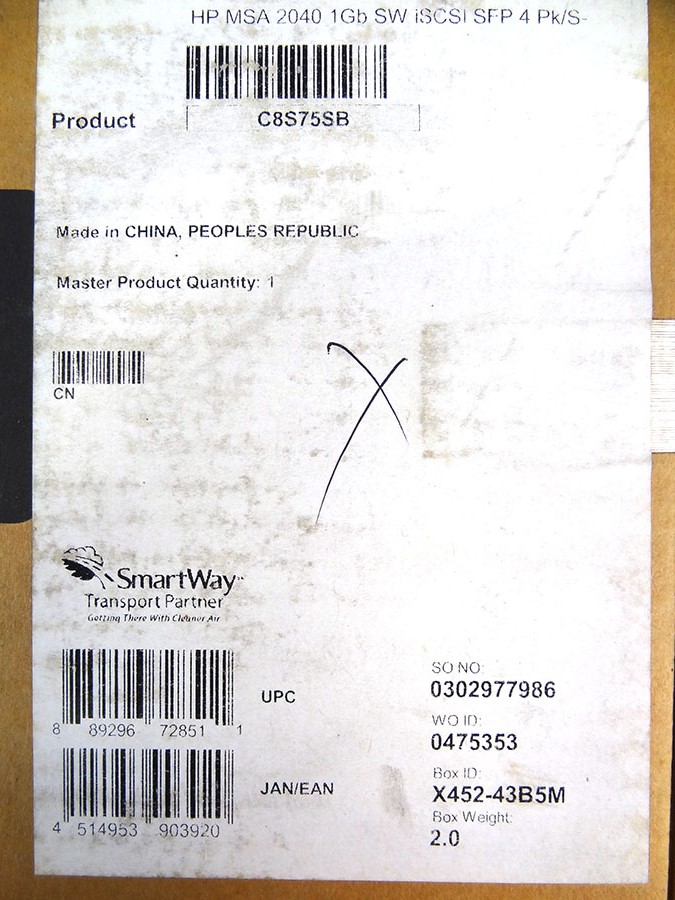 HP MSA 2040 1Gb SW iSCSI SFP 4 Pk/S-
Product C8S75SB
Made in CHINA, PEOPLES REPUBLIC
Master Product Quantity: 1
CN
X
SmartWay
Transport Partner
Getting There With Cleaner Air
UPC
8 89296 72851 1
JAN/EAN
4 514953 903920
SO NO:
0302977986
WO ID:
0475353
Box ID:
X452-43B5M
Box Weight:
2.0